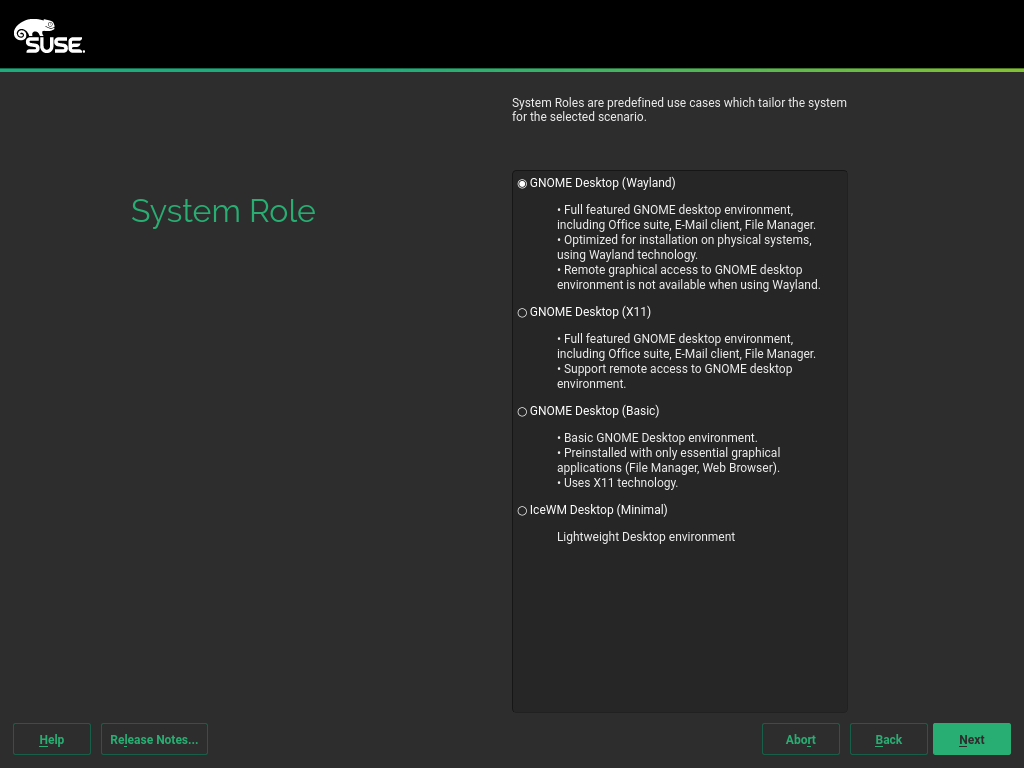 SUSE.
System Roles are predefined use cases which tailor the system
for the selected scenario.
System Role
GNOME Desktop (Wayland)
• Full featured GNOME desktop environment,
including Office suite, E-Mail client, File Manager.
• Optimized for installation on physical systems,
using Wayland technology.
• Remote graphical access to GNOME desktop
environment is not available when using Wayland.
GNOME Desktop (X11)
• Full featured GNOME desktop environment,
including Office suite, E-Mail client, File Manager.
• Support remote access to GNOME desktop
environment.
GNOME Desktop (Basic)
• Basic GNOME Desktop environment.
• Preinstalled with only essential graphical
applications (File Manager, Web Browser).
• Uses X11 technology.
IceWM Desktop (Minimal)
Lightweight Desktop environment
Help
Release Notes...
Abort
Back
Next